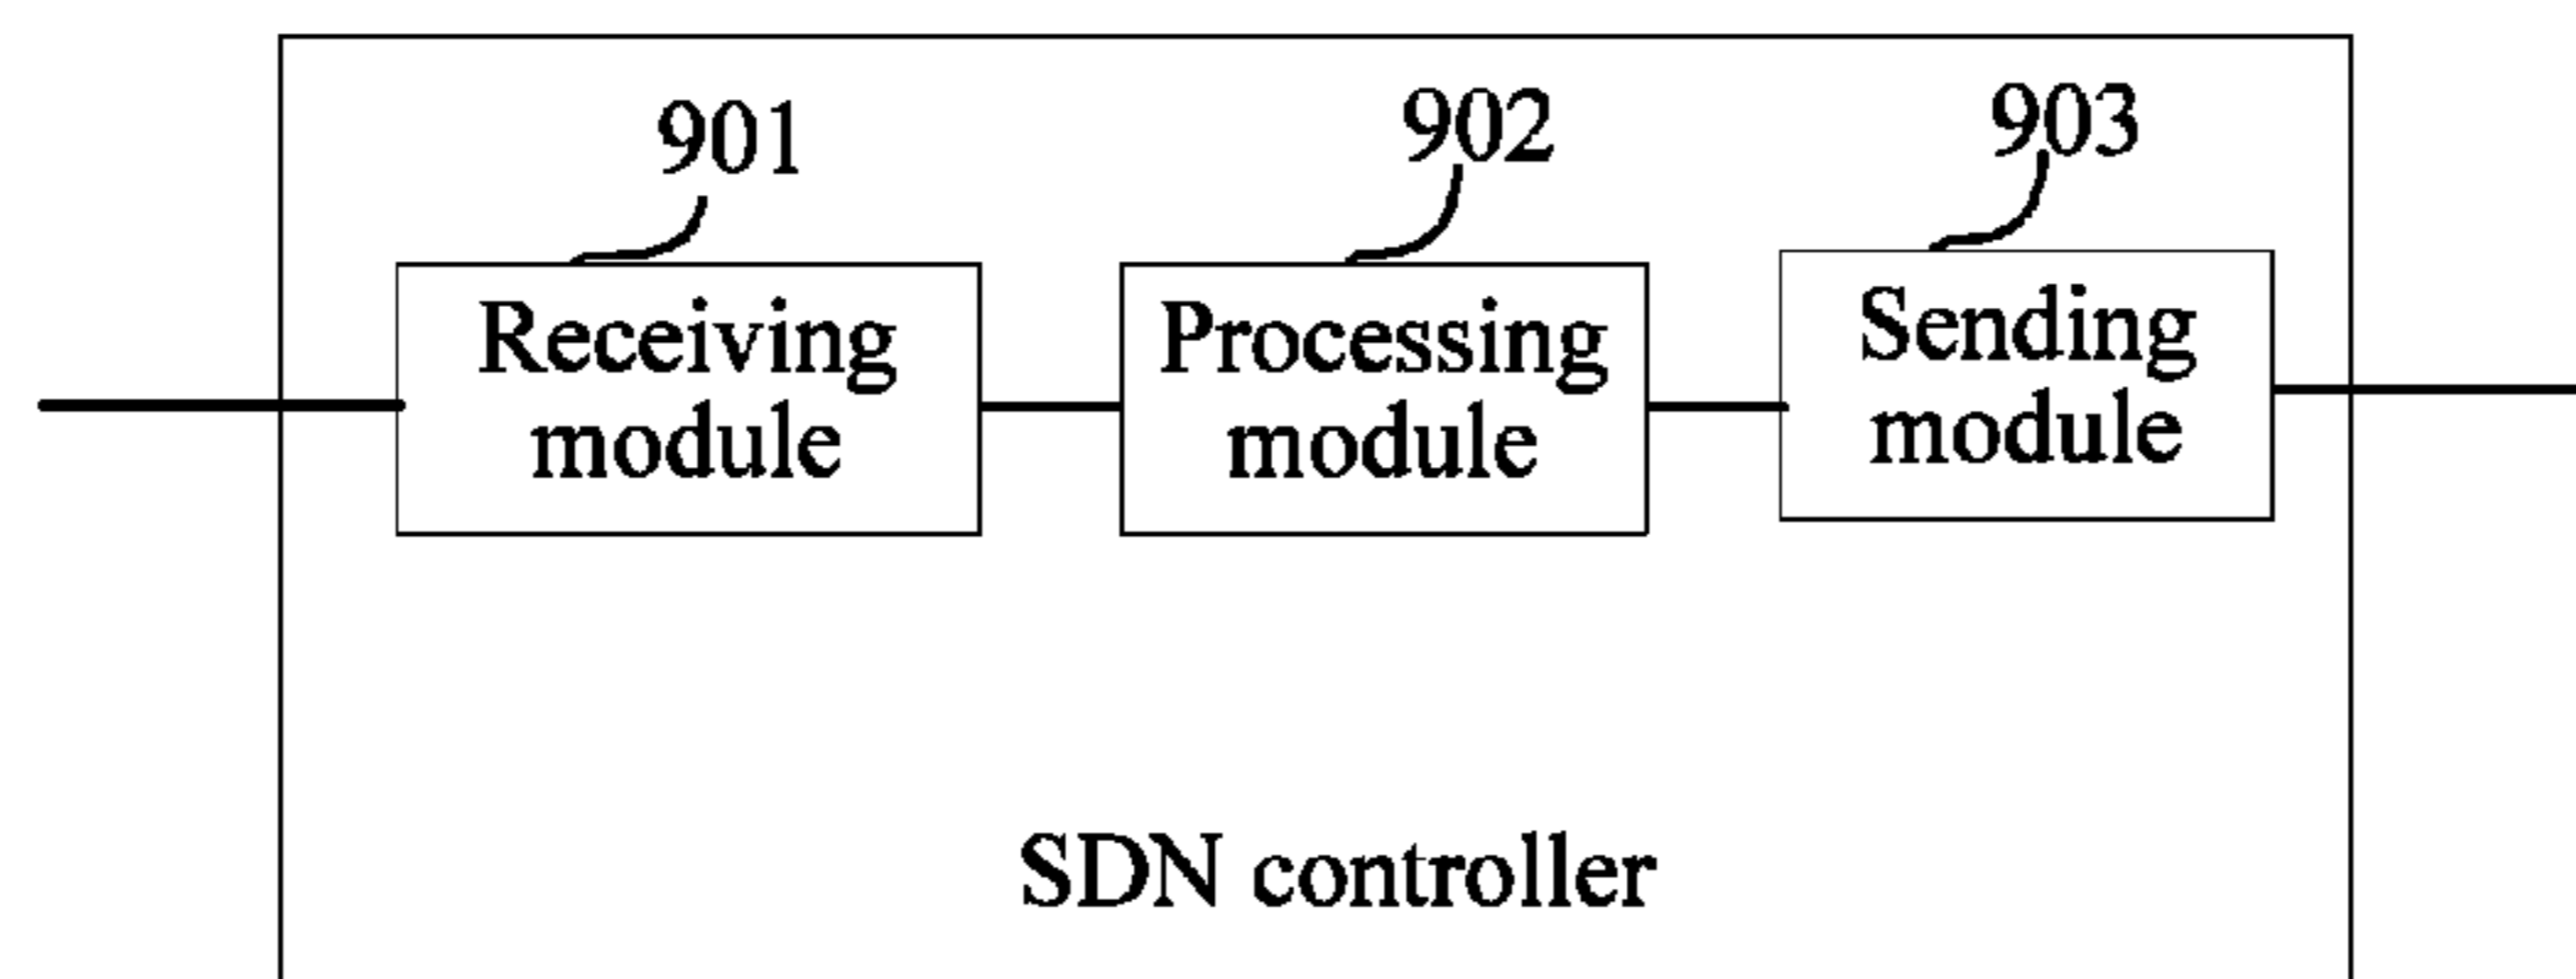 901
902
903
Receiving
module
Processing
module
Sending
module
SDN controller